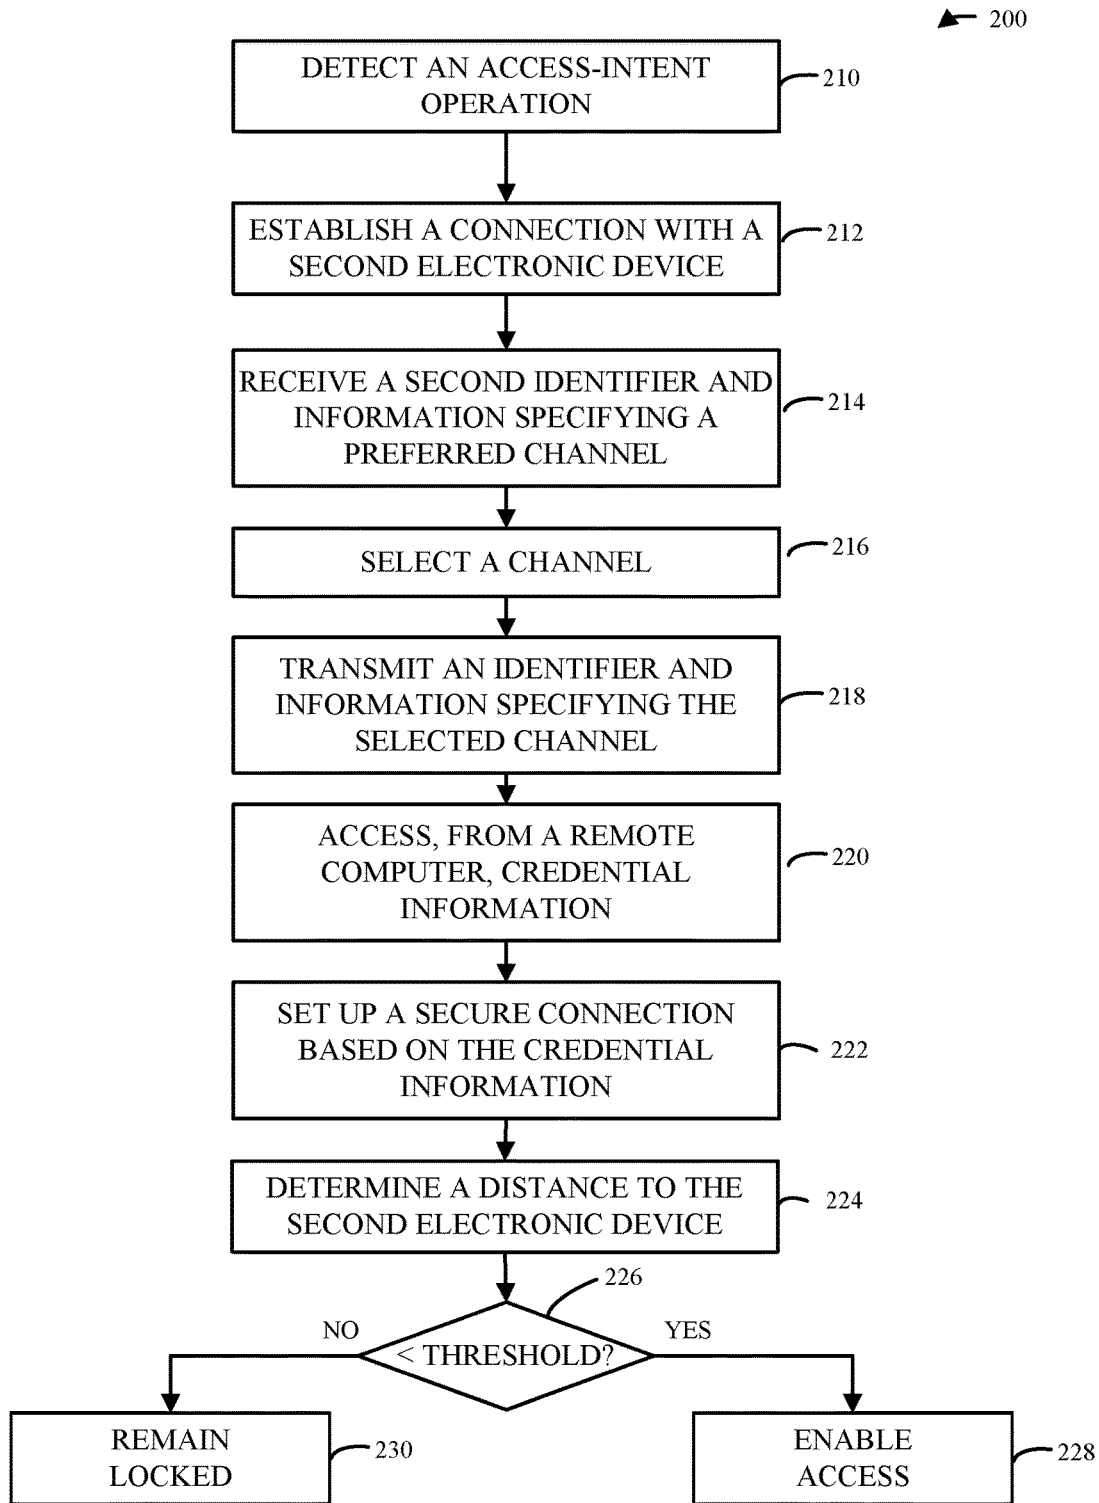 200
DETECT AN ACCESS-INTENT
OPERATION
210
ESTABLISH A CONNECTION WITH A
SECOND ELECTRONIC DEVICE
212
RECEIVE A SECOND IDENTIFIER AND
INFORMATION SPECIFYING A
PREFERRED CHANNEL
214
SELECT A CHANNEL
216
TRANSMIT AN IDENTIFIER AND
INFORMATION SPECIFYING THE
SELECTED CHANNEL
218
ACCESS, FROM A REMOTE
COMPUTER, CREDENTIAL
INFORMATION
220
SET UP A SECURE CONNECTION
BASED ON THE CREDENTIAL
INFORMATION
222
DETERMINE A DISTANCE TO THE
SECOND ELECTRONIC DEVICE
224
226
NO
YES
< THRESHOLD?
REMAIN
LOCKED
230
ENABLE
ACCESS
228